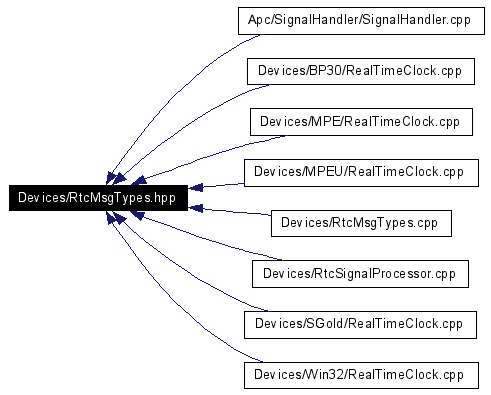 Apc/SignalHandler/SignalHandler.cpp
Devices/BP30/RealTimeClock.cpp
Devices/MPE/RealTimeClock.cpp
Devices/MPEU/RealTimeClock.cpp
Devices/RtcMsgTypes.hpp
Devices/RtcMsgTypes.cpp
Devices/RtcSignalProcessor.cpp
Devices/SGold/RealTimeClock.cpp
Devices/Win32/RealTimeClock.cpp